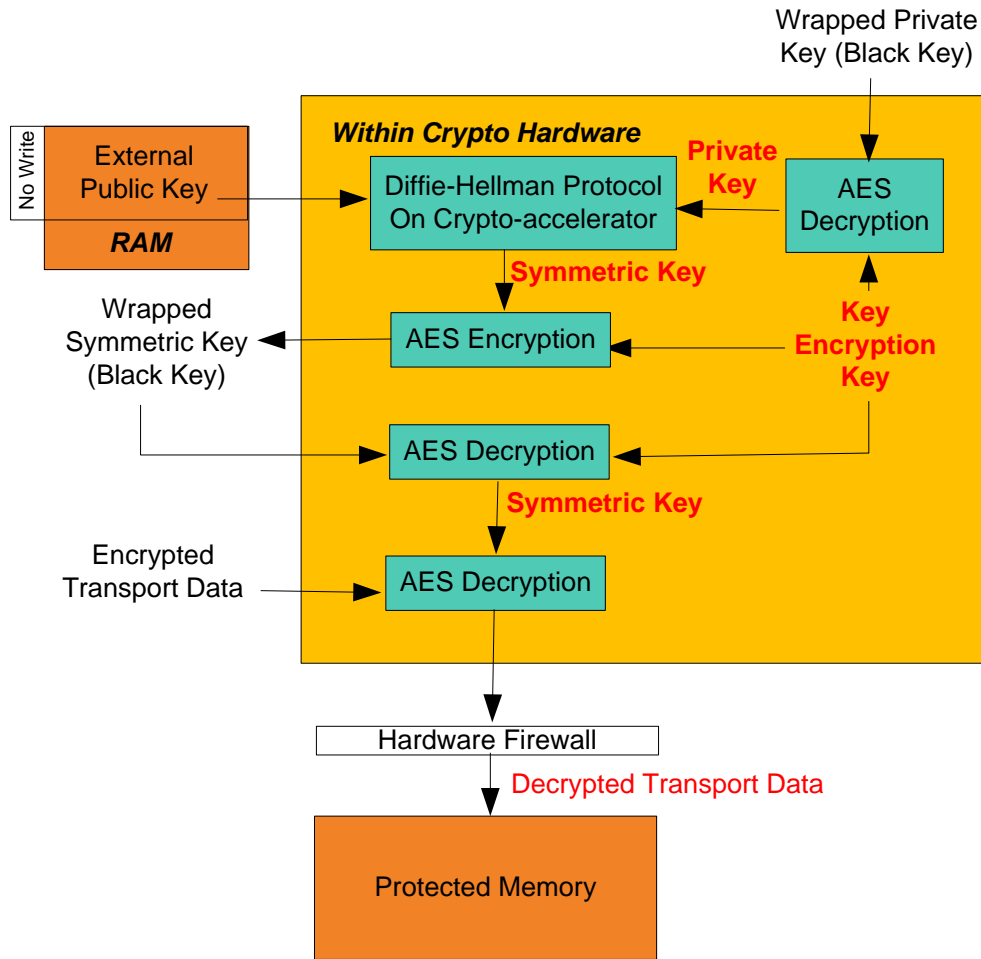 Wrapped Private
Key (Black Key)
Within Crypto Hardware
No Write
External
Public Key
RAM
Diffie-Hellman Protocol
On Crypto-accelerator
Private
Key
AES
Decryption
Symmetric Key
Wrapped
Symmetric Key
(Black Key)
AES Encryption
Key
Encryption
Key
AES Decryption
Symmetric Key
Encrypted
Transport Data
AES Decryption
Hardware Firewall
Decrypted Transport Data
Protected Memory